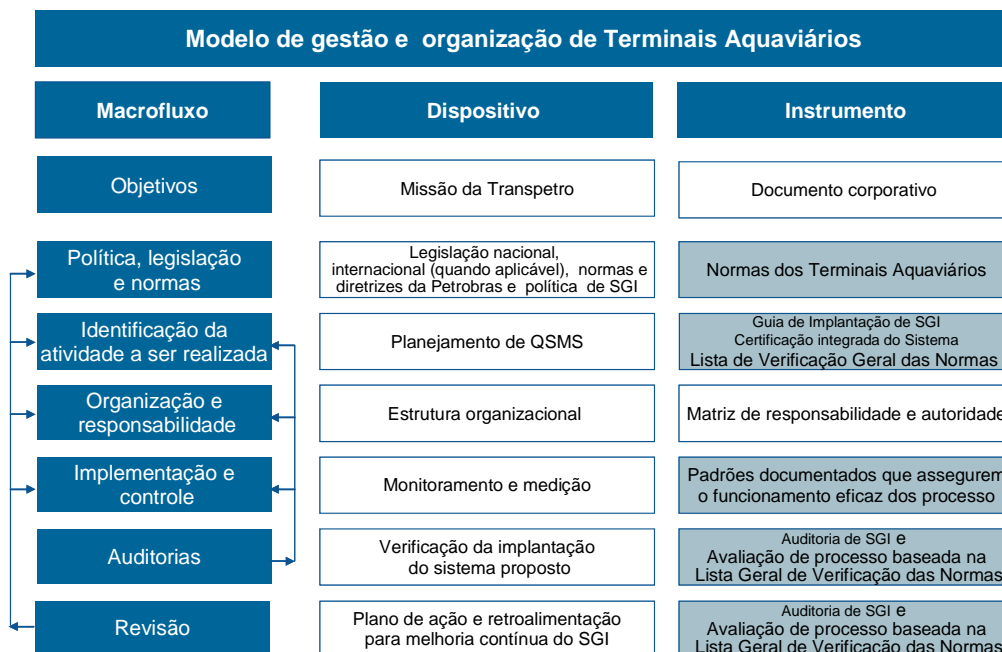 Modelo de gestão e organização de Terminais Aquaviários
Macrofluxo
Dispositivo
Instrumento
Objetivos
Missão da Transpetro
Documento corporativo
Política, legislação
e normas
Legislação nacional,
internacional (quando aplicável), normas e
diretrizes da Petrobras e política de SGI
Normas dos Terminais Aquaviários
Identificação da
atividade a ser realizada
Planejamento de QSMS
Guia de Implantação de SGI
Certificação integrada do Sistema
Lista de Verificação Geral das Normas
Organização e
responsabilidade
Estrutura organizacional
Matriz de responsabilidade e autoridade
Implementação e
controle
Monitoramento e medição
Padrões documentados que assegurem
o funcionamento eficaz dos processo
Auditorias
Verificação da implantação
do sistema proposto
Auditoria de SGI e
Avaliação de processo baseada na
Lista Geral de Verificação das Normas
Revisão
Plano de ação e retroalimentação
para melhoria contínua do SGI
Auditoria de SGI e
Avaliação de processo baseada na
Lista Geral de Verificação das Normas